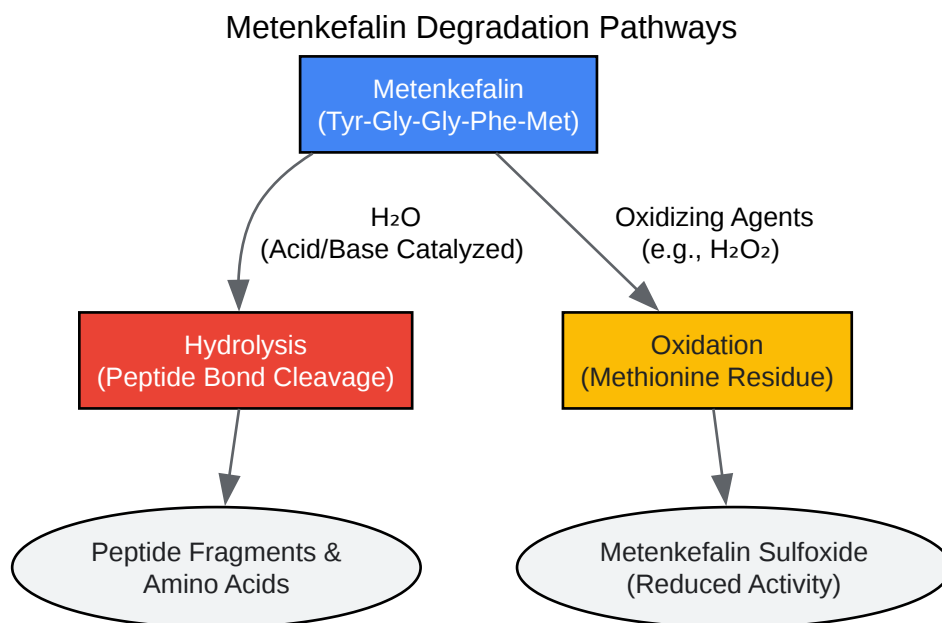 Metenkefalin Degradation Pathways
Metenkefalin
(Tyr-Gly-Gly-Phe-Met)
H₂O
(Acid/Base Catalyzed)
Oxidizing Agents
(e.g., H₂O₂)
Hydrolysis
(Peptide Bond Cleavage)
Oxidation
(Methionine Residue)
Peptide Fragments &
Amino Acids
Metenkefalin Sulfoxide
(Reduced Activity)